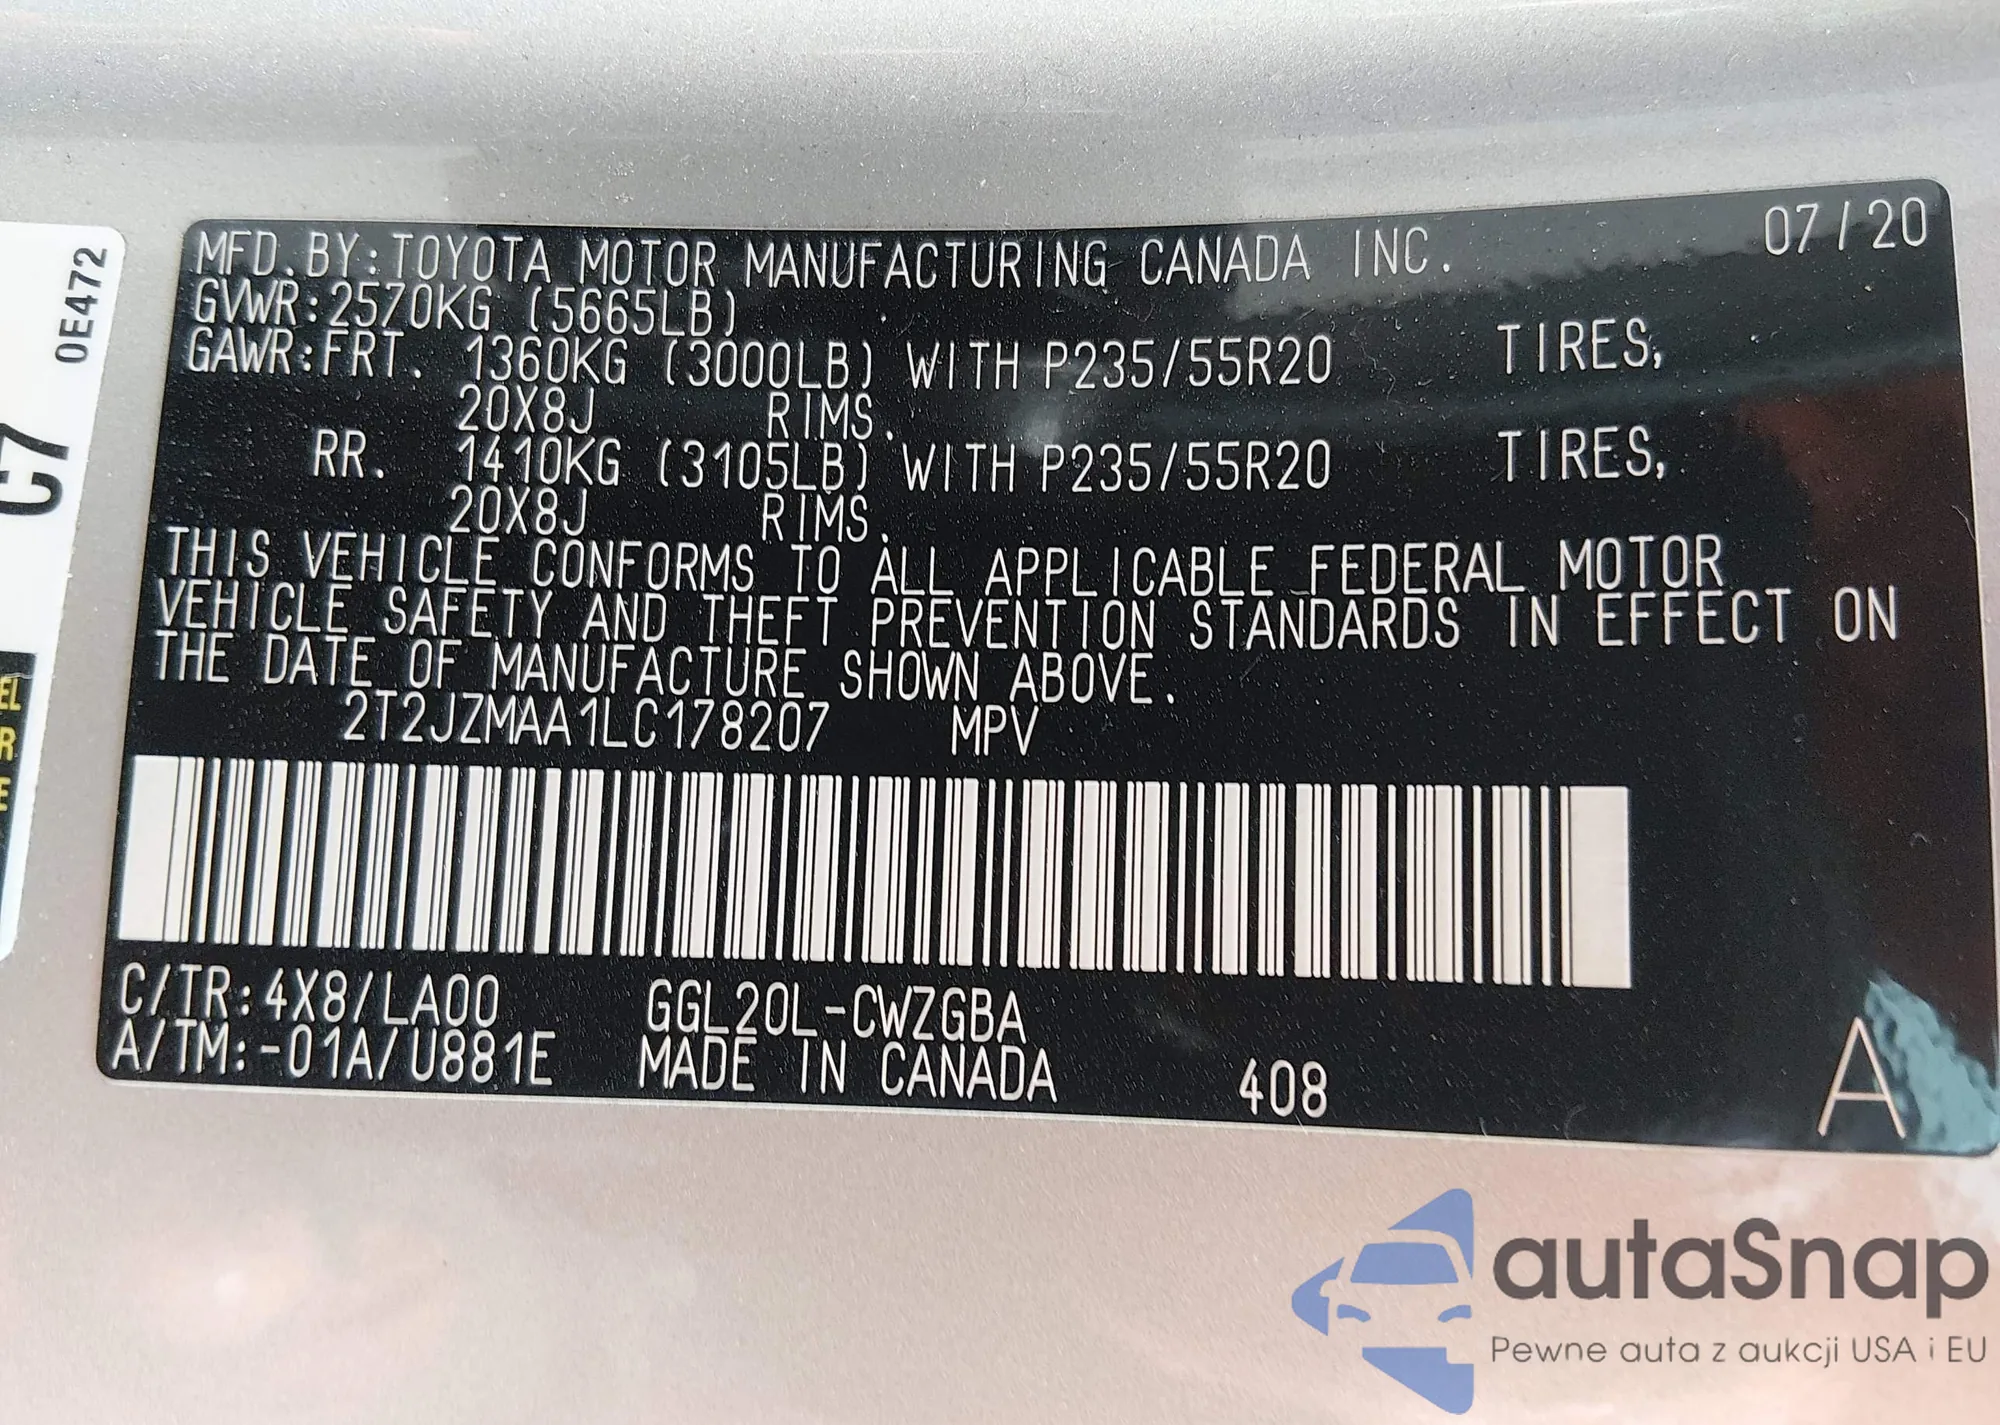 0E472
C7
EL
R
E
MFD. BY: TOYOTA MOTOR MANUFACTURING CANADA INC. 07/20
GVWR: 2570KG (5665LB)
GAWR: FRT. 1360KG (3000LB) WITH P235/55R20 TIRES,
20X8J RIMS.
RR. 1410KG (3105LB) WITH P235/55R20 TIRES,
20X8J RIMS.
THIS VEHICLE CONFORMS TO ALL APPLICABLE FEDERAL MOTOR
VEHICLE SAFETY AND THEFT PREVENTION STANDARDS IN EFFECT ON
THE DATE OF MANUFACTURE SHOWN ABOVE.
2T2JZMAA1LC178207 MPV
C/TR: 4X8/LA00 GGL20L-CWZGBA
A/TM: -01A/U881E MADE IN CANADA 408 A
autaSnap
Pewne auta z aukcji USA i EU